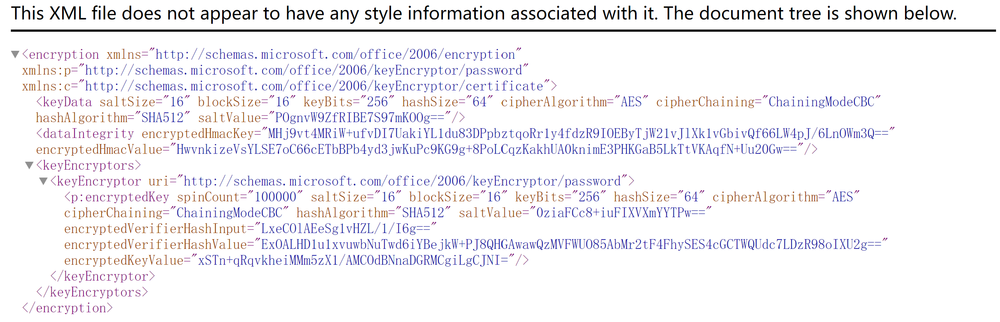 This XML file does not appear to have any style information associated with it. The document tree is shown below.
▼<encryption xmlns="http://schemas.microsoft.com/office/2006/encryption"
xmlns:p="http://schemas.microsoft.com/office/2006/keyEncryptor/password"
xmlns:c="http://schemas.microsoft.com/office/2006/keyEncryptor/certificate">
<keyData saltSize="16" blockSize="16" keyBits="256" hashSize="64" cipherAlgorithm="AES" cipherChaining="ChainingModeCBC"
hashAlgorithm="SHA512" saltValue="POgnvW9ZfRIBE7S97mKOOg=="/>
<dataIntegrity encryptedHmacKey="MHj9vt4MRiW+ufvDI7UakiYL1du83DPpbztqoRr1y4fdzR9IOEByTjW21vJlXk1vGbivQf66LW4pJ/6LnOWm3Q=="
encryptedHmacValue="HwvnkizeVsYLSE7oC66cETbBPb4yd3jwKuPc9KG9g+8PoLCqzKakhUA0knimE3PHKGaB5LkTtVKAqfN+Uu20Gw=="/>
▼<keyEncryptors>
▼<keyEncryptor uri="http://schemas.microsoft.com/office/2006/keyEncryptor/password">
<p:encryptedKey spinCount="100000" saltSize="16" blockSize="16" keyBits="256" hashSize="64" cipherAlgorithm="AES"
cipherChaining="ChainingModeCBC" hashAlgorithm="SHA512" saltValue="0ziaFCc8+iuFIXVXmYYTPw=="
encryptedVerifierHashInput="LxeCOlAEeSg1vHZL/1/I6g=="
encryptedVerifierHashValue="ExOALHD1u1xvuwbNuTwd6iYBejkW+PJ8QHGAwawQzMVFWUO85AbMr2tF4FhySES4cGCTWQUdc7LDzR98oIXU2g=="
encryptedKeyValue="xSTn+qRqvkheiMMm5zX1/AMCOdBNnaDGRMCgiLgCJNI="/>
</keyEncryptor>
</keyEncryptors>
</encryption>